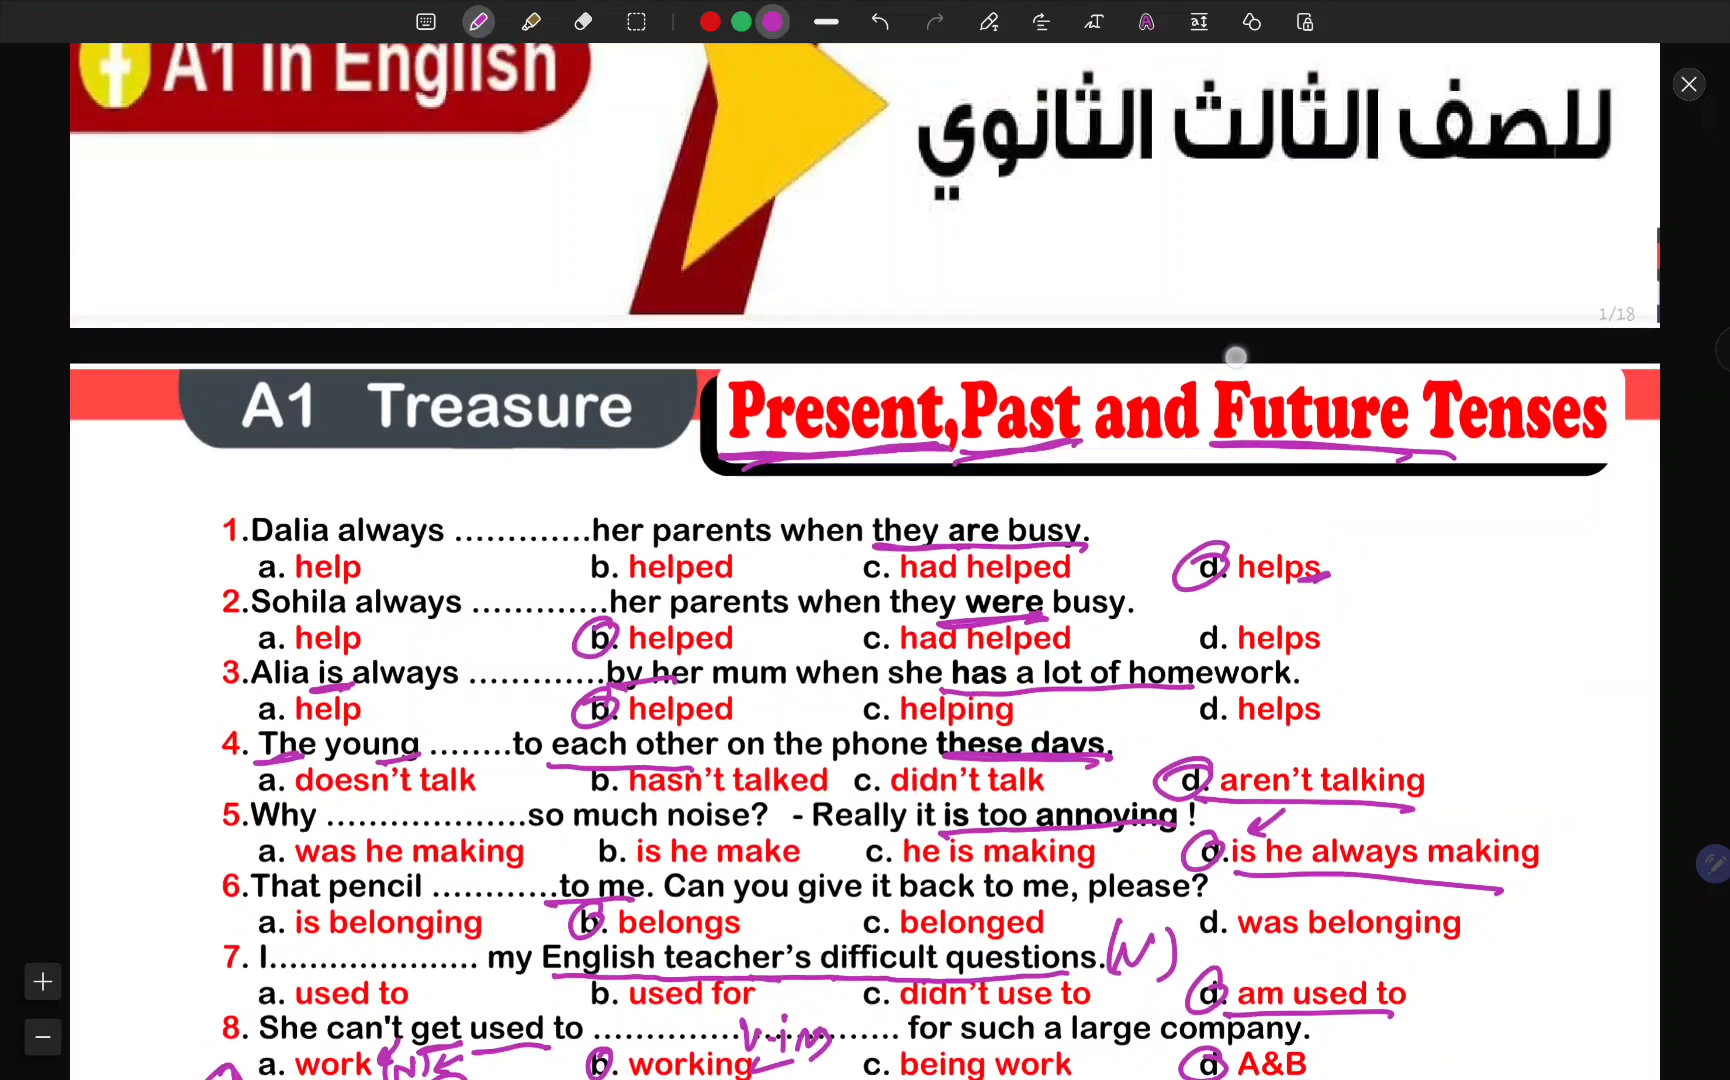 A1 in English
للصف الثالث الثانوي
1/18
A1 Treasure
Present,Past and Future Tenses
1.Dalia always .............her parents when they are busy.
a. help b. helped c. had helped d. helps
2.Sohila always .............her parents when they were busy.
a. help b. helped c. had helped d. helps
3.Alia is always .............by her mum when she has a lot of homework.
a. help b. helped c. helping d. helps
4. The young ........to each other on the phone these days.
a. doesn't talk b. hasn't talked c. didn't talk d. aren't talking
5.Why ...................so much noise? - Really it is too annoying !
a. was he making b. is he make c. he is making d.is he always making
6.That pencil ............to me. Can you give it back to me, please?
a. is belonging b. belongs c. belonged d. was belonging
7. I.................... my English teacher's difficult questions.(N)
a. used to b. used for c. didn't use to d. am used to
8. She can't get used to ............................... for such a large company.
v-ing
a. work b. working c. being work d. A&B